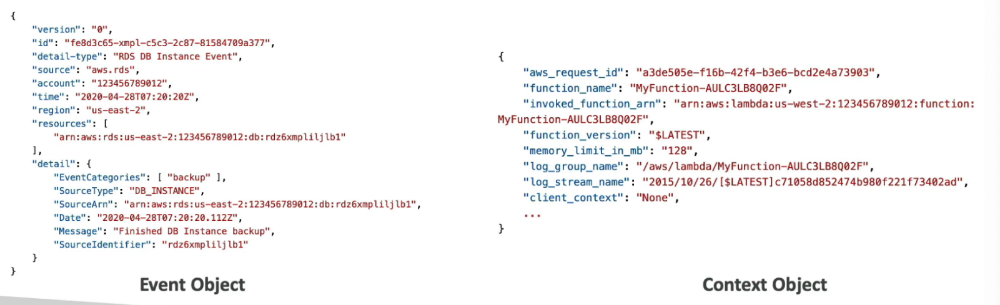 {
"version": "0",
"id": "fe8d3c65-xmpl-c5c3-2c87-81584709a377",
"detail-type": "RDS DB Instance Event",
"source": "aws.rds",
"account": "123456789012",
"time": "2020-04-28T07:20:20Z",
"region": "us-east-2",
"resources": [
"arn:aws:rds:us-east-2:123456789012:db:rdz6xmpliljlb1"
],
"detail": {
"EventCategories": [ "backup" ],
"SourceType": "DB_INSTANCE",
"SourceArn": "arn:aws:rds:us-east-2:123456789012:db:rdz6xmpliljlb1",
"Date": "2020-04-28T07:20:20.112Z",
"Message": "Finished DB Instance backup",
"SourceIdentifier": "rdz6xmpliljlb1"
}
}
Event Object
{
"aws_request_id": "a3de505e-f16b-42f4-b3e6-bcd2e4a73903",
"function_name": "MyFunction-AULC3LB8Q02F",
"invoked_function_arn": "arn:aws:lambda:us-west-2:123456789012:function:
MyFunction-AULC3LB8Q02F",
"function_version": "$LATEST",
"memory_limit_in_mb": "128",
"log_group_name": "/aws/lambda/MyFunction-AULC3LB8Q02F",
"log_stream_name": "2015/10/26/[$LATEST]c71058d852474b980f221f73402ad",
"client_context": "None",
...
}
Context Object